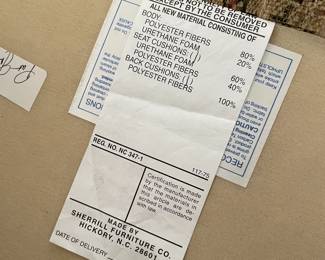 NOT TO BE REMOVED
EXCEPT BY THE CONSUMER
ALL NEW MATERIAL CONSISTING OF
BODY
POLYESTER FIBERS 80%
URETHANE FOAM 20%
SEAT CUSHIONS ( )
URETHANE FOAM 60%
POLYESTER FIBERS 40%
BACK CUSHIONS ( )
POLYESTER FIBERS 100%
REG. NO. NC 347-1
117-75
Certification is made
by the manufacturer
that the materials in
this article are de-
scribed in accordance
with law.
MADE BY
SHERRILL FURNITURE CO.
HICKORY, N.C. 28601
DATE OF DELIVERY